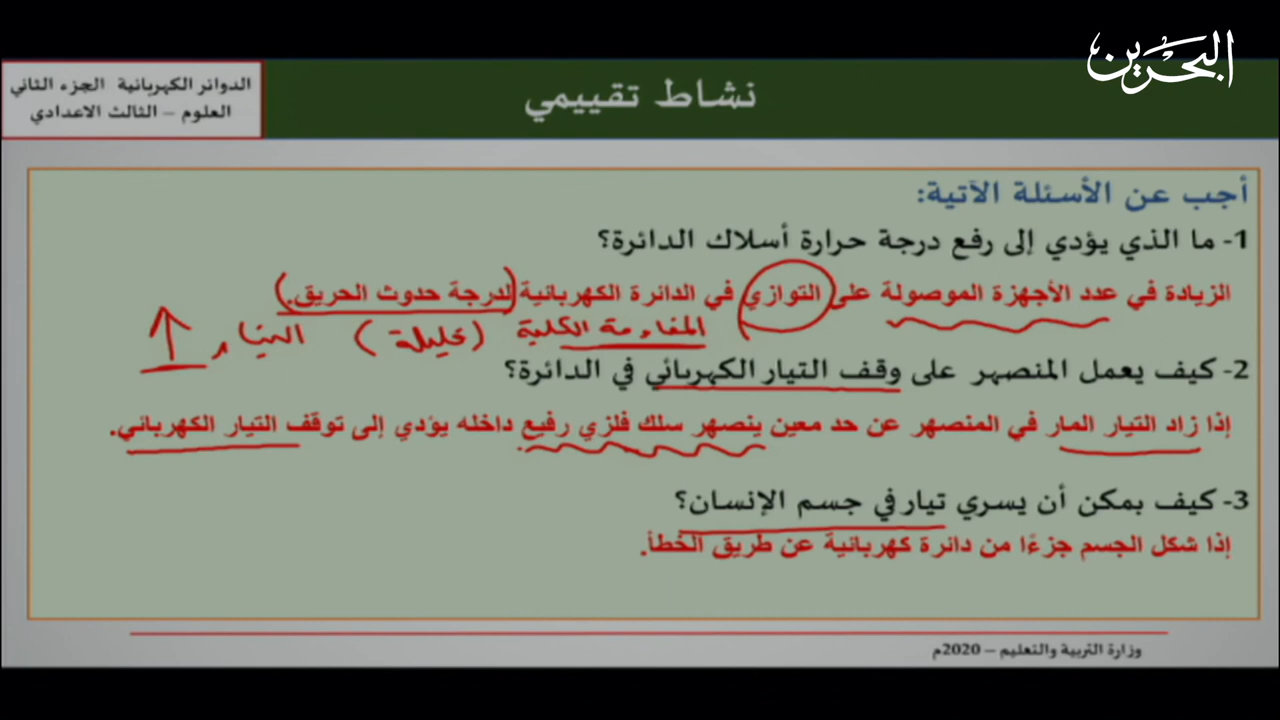 البحرين
الدوائر الكهربائية الجزء الثاني
العلوم – الثالث الاعدادي
نشاط تقييمي
أجب عن الأسئلة الآتية:
1- ما الذي يؤدي إلى رفع درجة حرارة أسلاك الدائرة؟
الزيادة في عدد الأجهزة الموصولة على التوازي في الدائرة الكهربائية لدرجة حدوث الحريق.
المقاومة الكلية (قليلة) التيار ↑
2- كيف يعمل المنصهر على وقف التيار الكهربائي في الدائرة؟
إذا زاد التيار المار في المنصهر عن حد معين ينصهر سلك فلزي رفيع داخله يؤدي إلى توقف التيار الكهربائي.
3- كيف بمكن أن يسري تيار في جسم الإنسان؟
إذا شكل الجسم جزءًا من دائرة كهربائية عن طريق الخطأ.
وزارة التربية والتعليم – 2020م